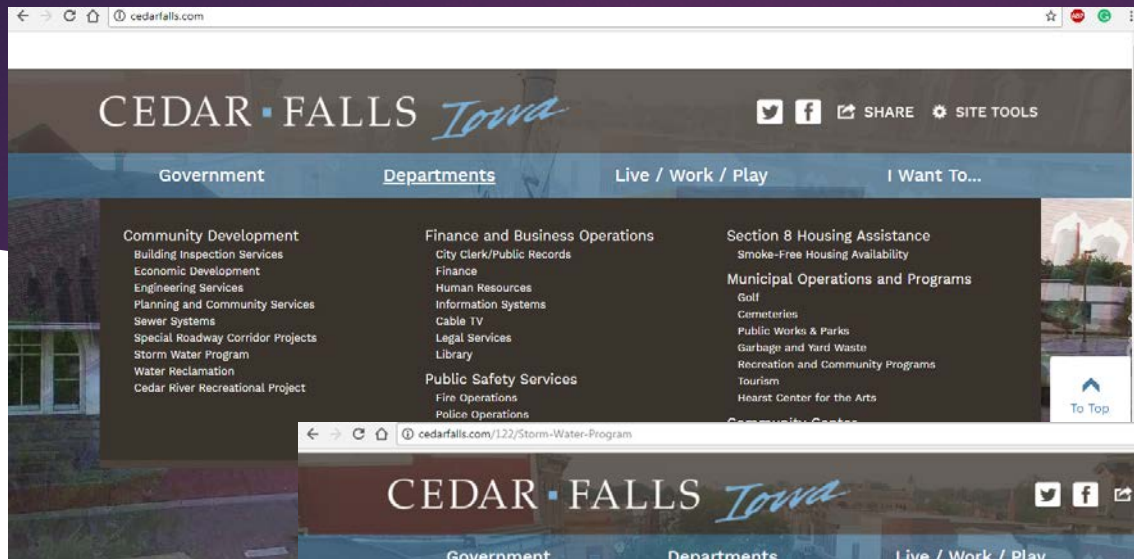 cedarfalls.com
ABP
CEDAR ▪ FALLS Iowa
SHARE SITE TOOLS
Government Departments Live / Work / Play I Want To...
Community Development
Building Inspection Services
Economic Development
Engineering Services
Planning and Community Services
Sewer Systems
Special Roadway Corridor Projects
Storm Water Program
Water Reclamation
Cedar River Recreational Project
Finance and Business Operations
City Clerk/Public Records
Finance
Human Resources
Information Systems
Cable TV
Legal Services
Library
Public Safety Services
Fire Operations
Police Operations
Section 8 Housing Assistance
Smoke-Free Housing Availability
Municipal Operations and Programs
Golf
Cemeteries
Public Works & Parks
Garbage and Yard Waste
Recreation and Community Programs
Tourism
Hearst Center for the Arts
Community Center
To Top
cedarfalls.com/122/Storm-Water-Program
CEDAR ▪ FALLS Iowa
Government Departments Live / Work / Play